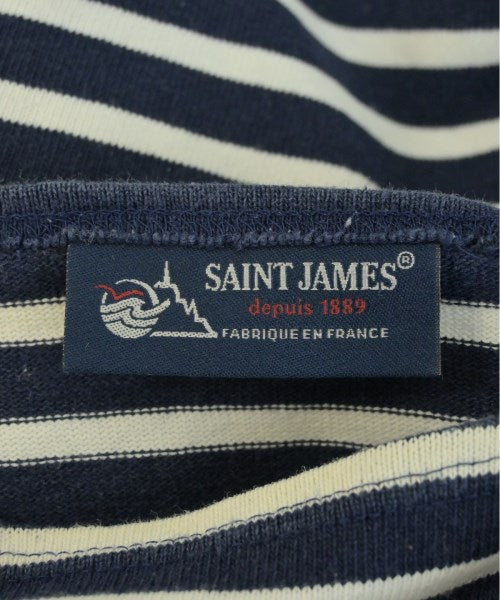 SAINT JAMES®
depuis 1889
FABRIQUE EN FRANCE